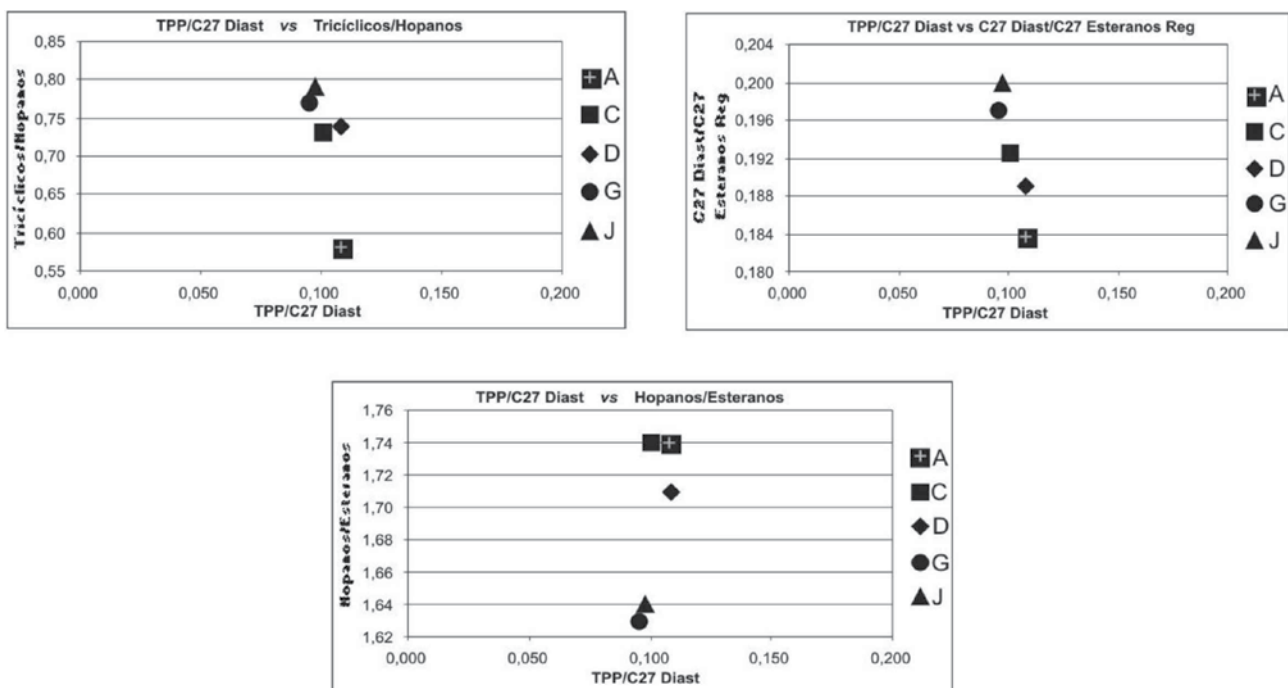 TPP/C27 Diast vs Tricíclicos/Hopanos
Tricíclicos/Hopanos
0,85
0,80
0,75
0,70
0,65
0,60
0,55
0,000 0,050 0,100 0,150 0,200
TPP/C27 Diast
A
C
D
G
J
TPP/C27 Diast vs C27 Diast/C27 Esteranos Reg
C27 Diast/C27
Esteranos Reg
0,204
0,200
0,196
0,192
0,188
0,184
0,180
0,000 0,050 0,100 0,150 0,200
TPP/C27 Diast
A
C
D
G
J
TPP/C27 Diast vs Hopanos/Esteranos
Hopanos/Esteranos
1,76
1,74
1,72
1,70
1,68
1,66
1,64
1,62
0,000 0,050 0,100 0,150 0,200
TPP/C27 Diast
A
C
D
G
J